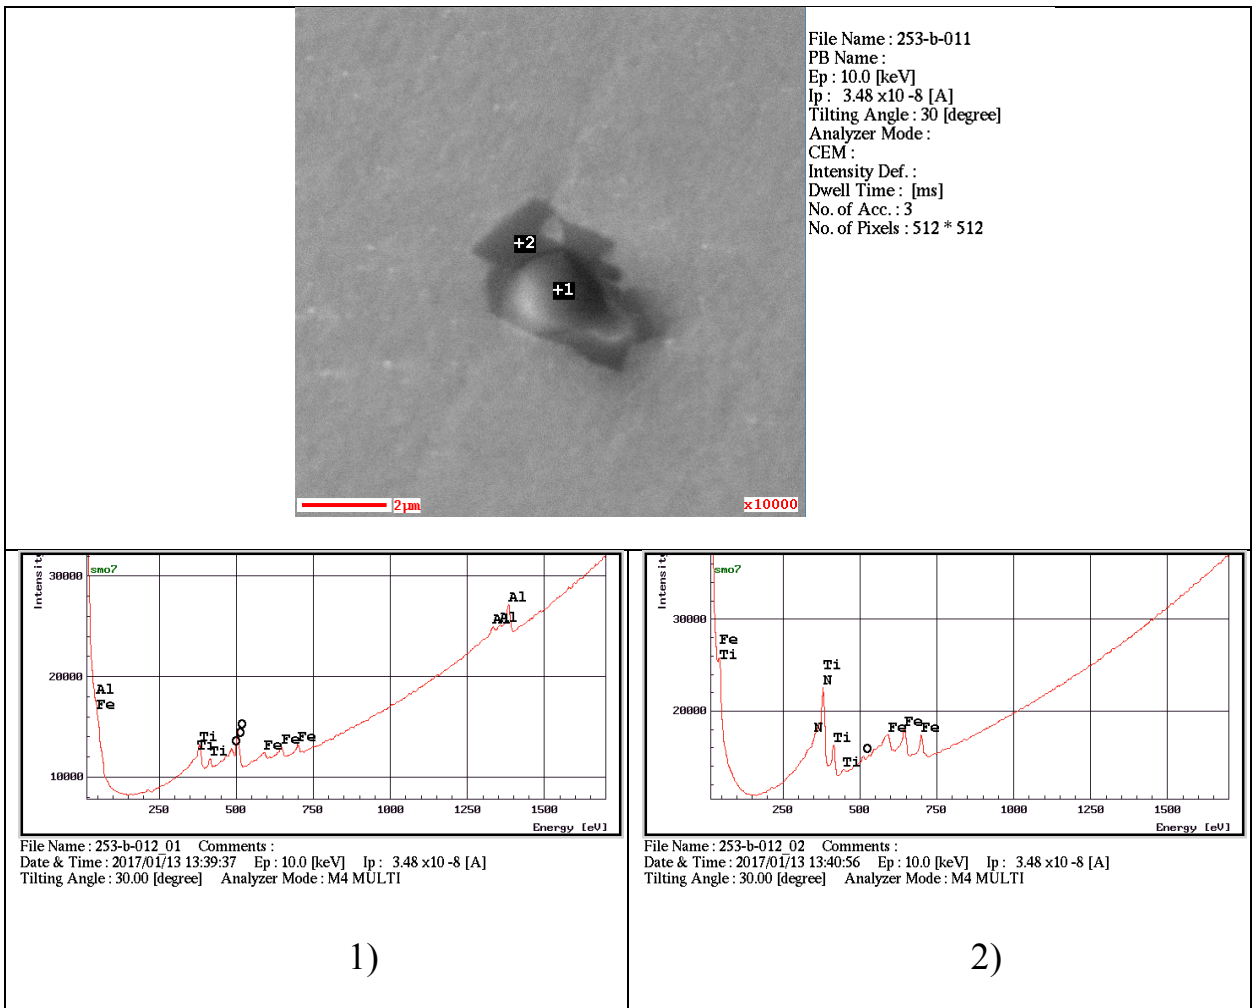 File Name : 253-b-011
PB Name :
Ep : 10.0 [keV]
Ip : 3.48 x10 -8 [A]
Tilting Angle : 30 [degree]
Analyzer Mode :
CEM :
Intensity Def. :
Dwell Time : [ms]
No. of Acc. : 3
No. of Pixels : 512 * 512
+2
+1
2µm
x10000
Intensity
smo7
30000
20000
10000
Al
Fe
Ti
Ti
Ti
O
O
O
Fe
Fe
Fe
Al
Al
Al
250
500
750
1000
1250
1500
Energy [eV]
File Name : 253-b-012_01 Comments :
Date & Time : 2017/01/13 13:39:37 Ep : 10.0 [keV] Ip : 3.48 x10 -8 [A]
Tilting Angle : 30.00 [degree] Analyzer Mode : M4 MULTI
1)
Intensity
smo7
30000
20000
Fe
Ti
Ti
N
N
Ti
Ti
O
Fe
Fe
Fe
250
500
750
1000
1250
1500
Energy [eV]
File Name : 253-b-012_02 Comments :
Date & Time : 2017/01/13 13:40:56 Ep : 10.0 [keV] Ip : 3.48 x10 -8 [A]
Tilting Angle : 30.00 [degree] Analyzer Mode : M4 MULTI
2)